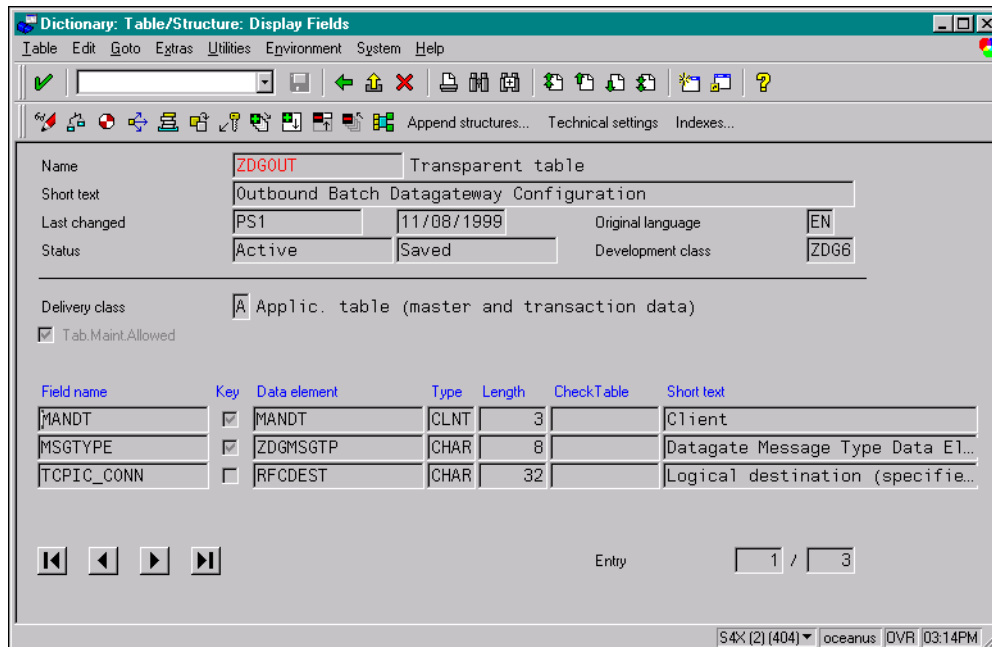 Dictionary: Table/Structure: Display Fields
Table Edit Goto Extras Utilities Environment System Help
Append structures... Technical settings Indexes...
Name ZDGOUT Transparent table
Short text Outbound Batch Datagateway Configuration
Last changed PS1 11/08/1999 Original language EN
Status Active Saved Development class ZDG6
Delivery class A Applic. table (master and transaction data)
Tab.Maint.Allowed
Field name Key Data element Type Length CheckTable Short text
MANDT MANDT CLNT 3 Client
MSGTYPE ZDGMSGTP CHAR 8 Datagate Message Type Data El...
TCPIC_CONN RFCDEST CHAR 32 Logical destination (specifie...
Entry 1 / 3
S4X (2) (404) oceanus OVR 03:14PM